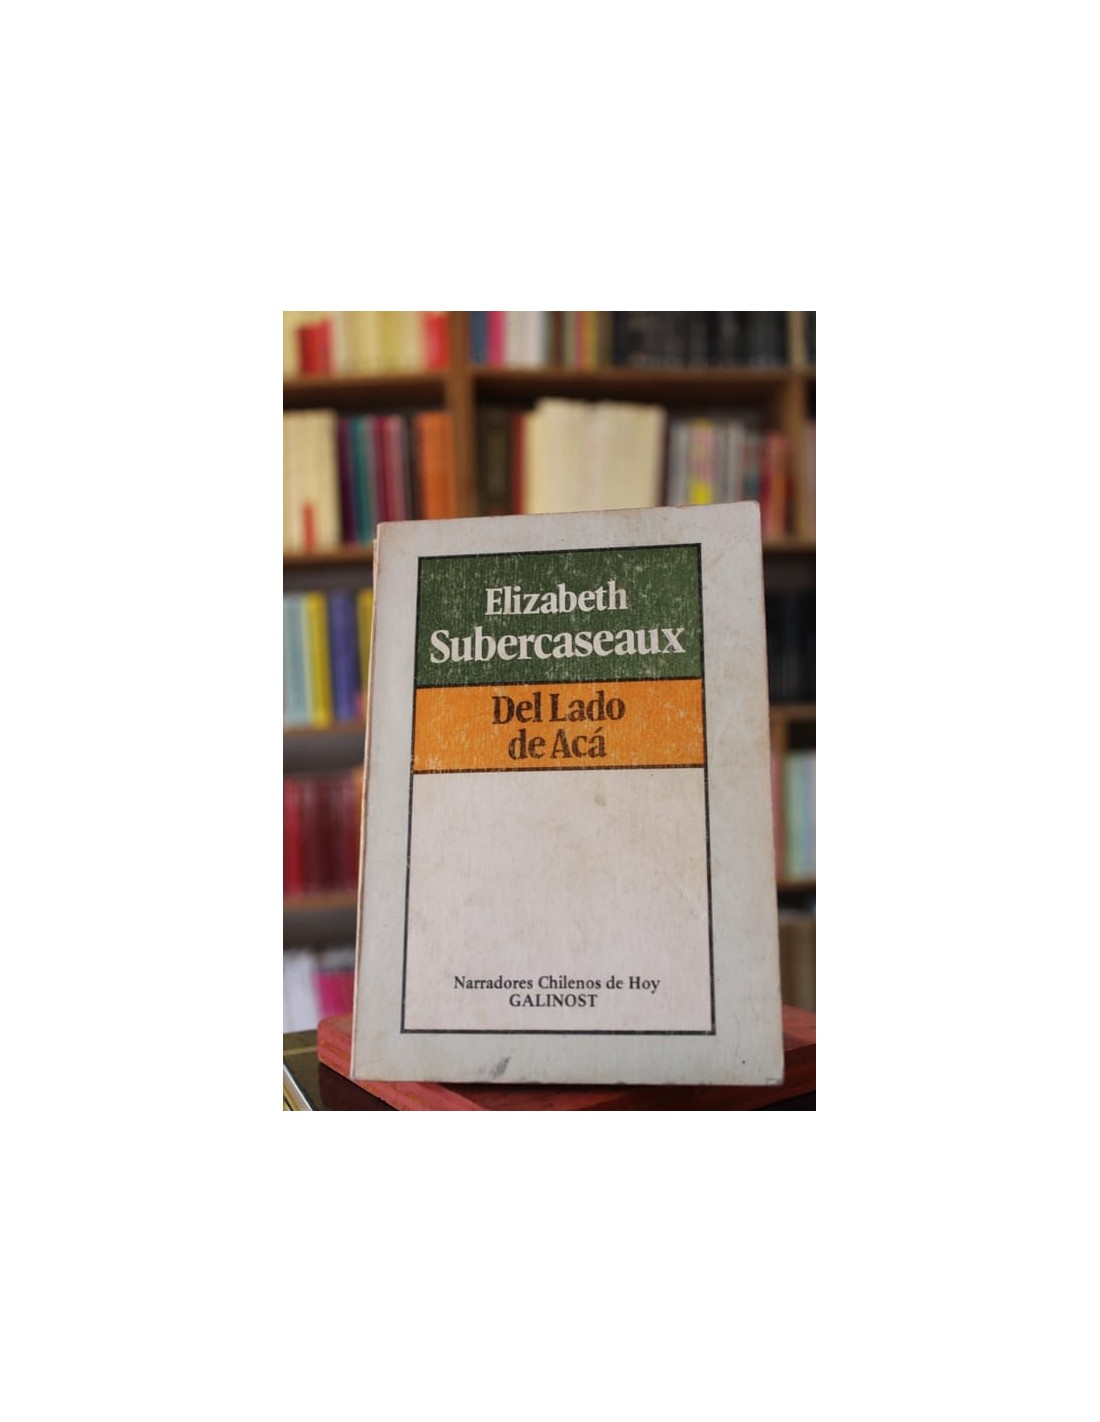 Elizabeth
Subercaseaux
Del Lado
de Acá
Narradores Chilenos de Hoy
GALINOST